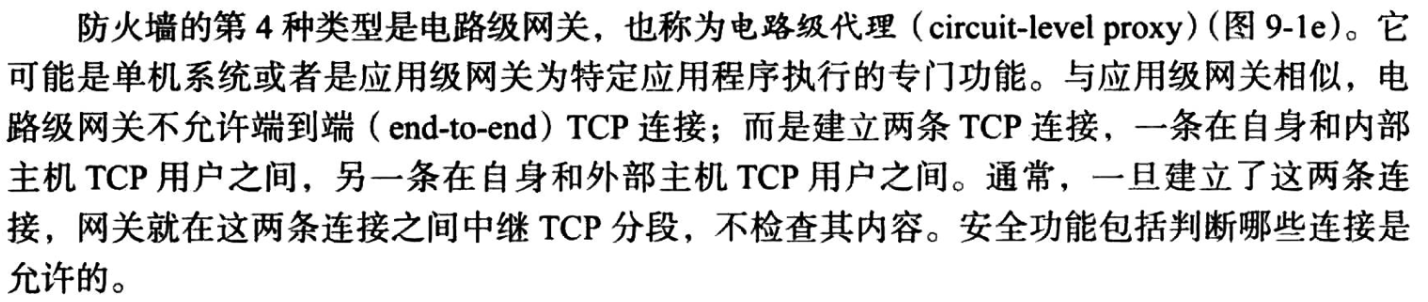 防火墙的第 4 种类型是电路级网关，也称为电路级代理（circuit-level proxy）（图 9-1e）。它
可能是单机系统或者是应用级网关为特定应用程序执行的专门功能。与应用级网关相似，电
路级网关不允许端到端（end-to-end）TCP 连接；而是建立两条 TCP 连接，一条在自身和内部
主机 TCP 用户之间，另一条在自身和外部主机 TCP 用户之间。通常，一旦建立了这两条连
接，网关就在这两条连接之间中继 TCP 分段，不检查其内容。安全功能包括判断哪些连接是
允许的。